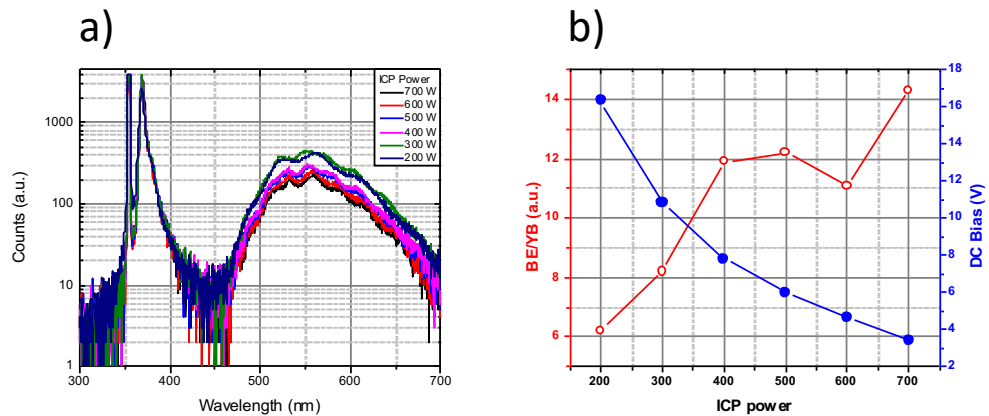 a)
Counts (a.u.)
1000
100
10
1
300
400
500
600
700
Wavelength (nm)
ICP Power
700 W
600 W
500 W
400 W
300 W
200 W
b)
BE/YB (a.u.)
14
12
10
8
6
200
300
400
500
600
700
ICP power
18
16
14
12
10
8
6
4
2
DC Bias (V)